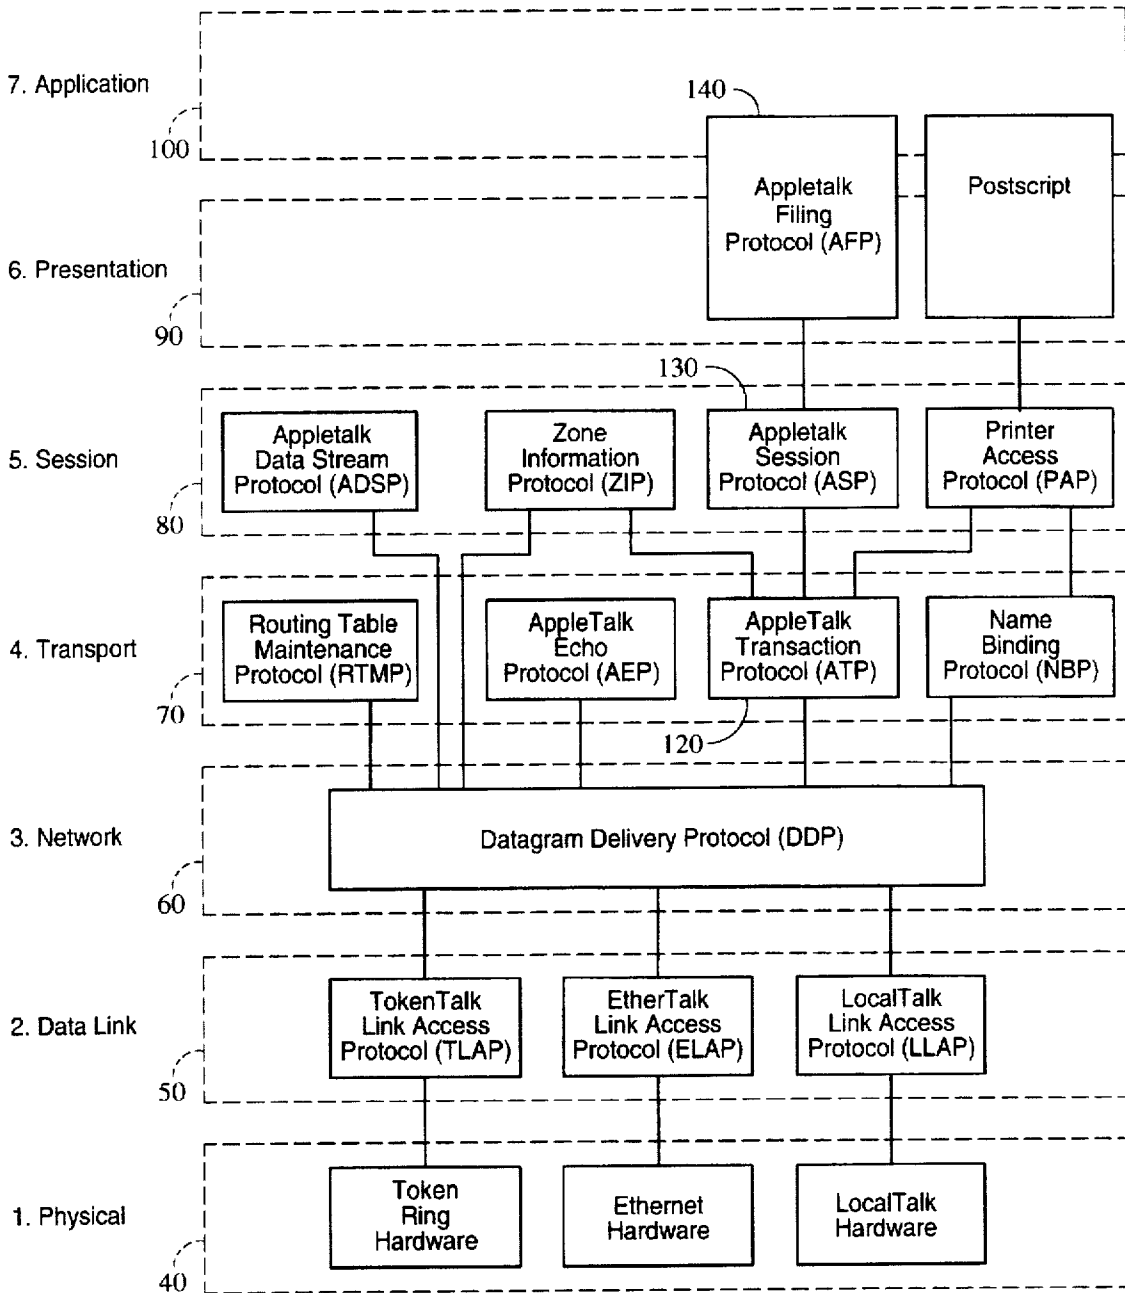 140
7. Application
100
Appletalk
Filing
Protocol (AFP)
Postscript
6. Presentation
90
130
5. Session
80
Appletalk
Data Stream
Protocol (ADSP)
Zone
Information
Protocol (ZIP)
Appletalk
Session
Protocol (ASP)
Printer
Access
Protocol (PAP)
4. Transport
70
Routing Table
Maintenance
Protocol (RTMP)
AppleTalk
Echo
Protocol (AEP)
AppleTalk
Transaction
Protocol (ATP)
Name
Binding
Protocol (NBP)
120
3. Network
60
Datagram Delivery Protocol (DDP)
2. Data Link
50
TokenTalk
Link Access
Protocol (TLAP)
EtherTalk
Link Access
Protocol (ELAP)
LocalTalk
Link Access
Protocol (LLAP)
1. Physical
40
Token
Ring
Hardware
Ethernet
Hardware
LocalTalk
Hardware